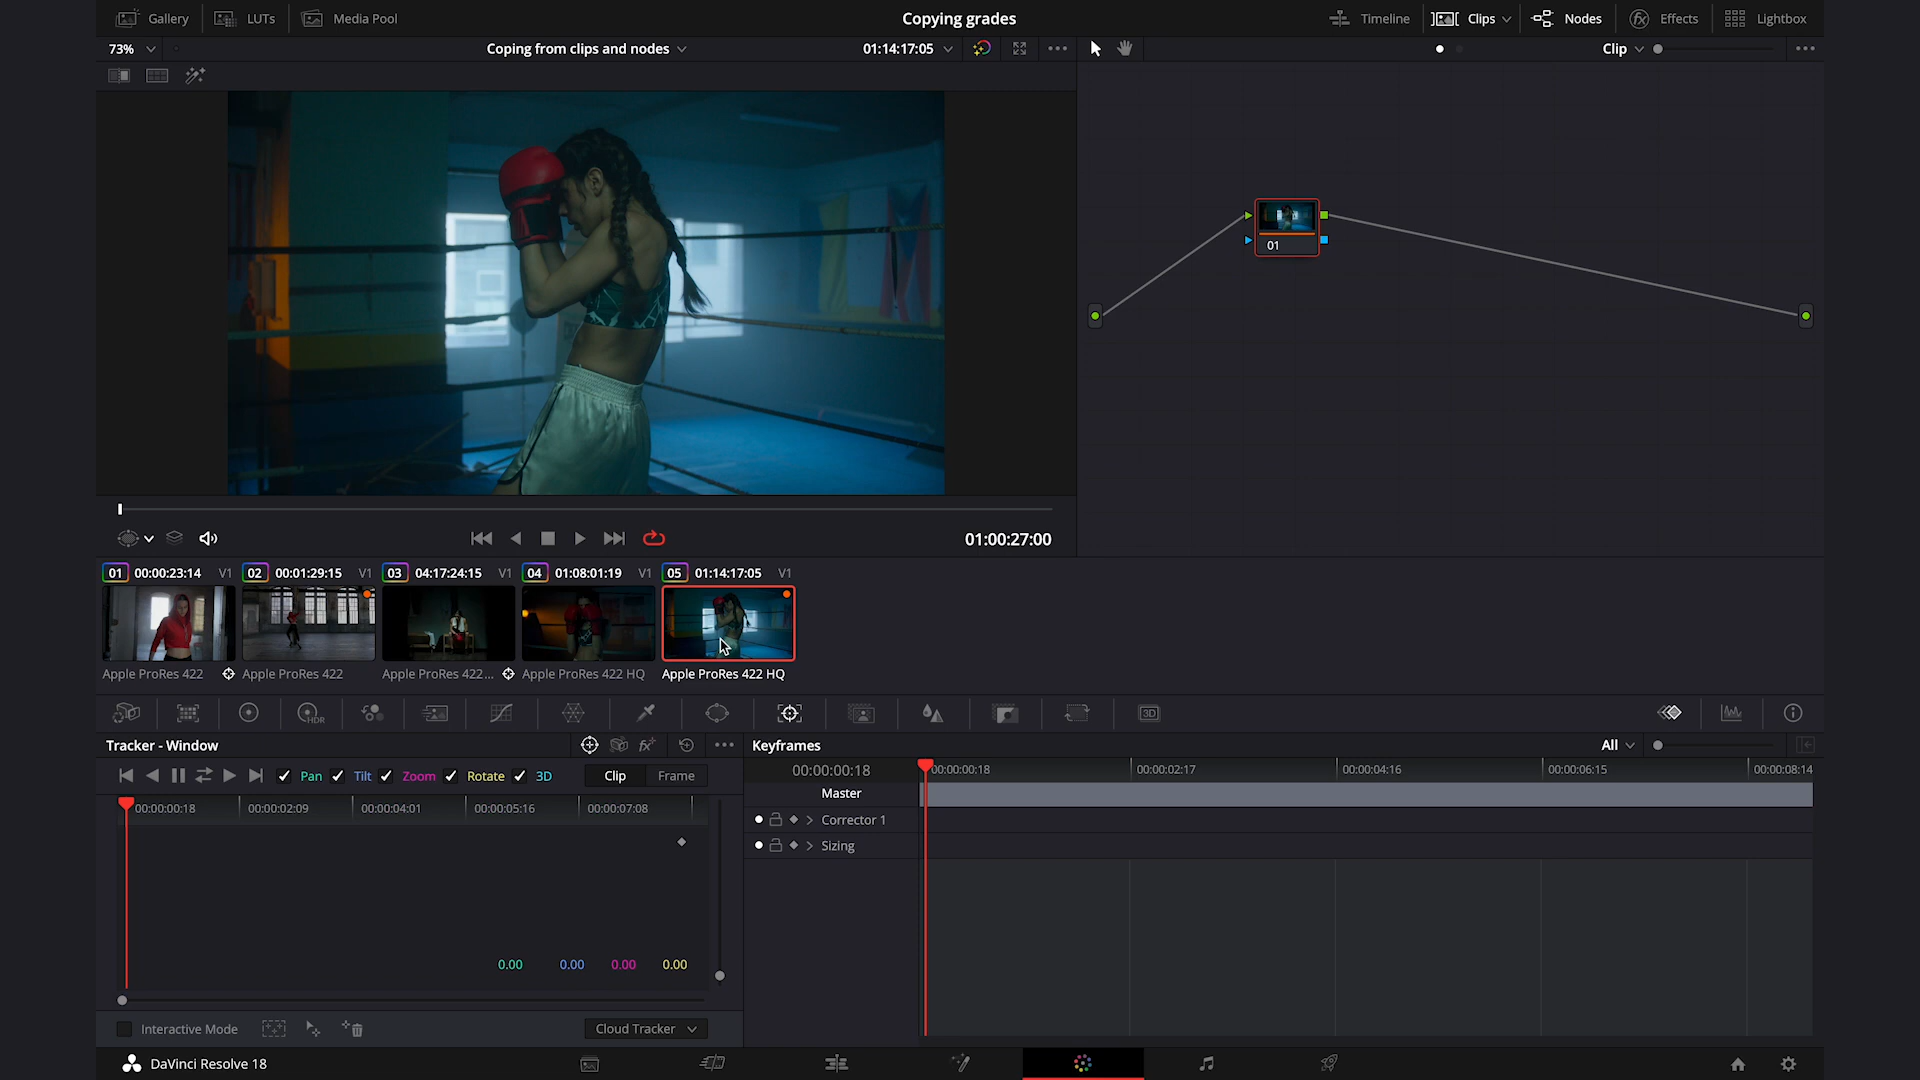 Gallery LUTs Media Pool Copying grades Timeline Clips Nodes Effects Lightbox
73% Coping from clips and nodes 01:14:17:05 Clip
01
01:00:27:00
01 00:00:23:14 V1 02 00:01:29:15 V1 03 04:17:24:15 V1 04 01:08:01:19 V1 05 01:14:17:05 V1
Apple ProRes 422 Apple ProRes 422 Apple ProRes 422... Apple ProRes 422 HQ Apple ProRes 422 HQ
HDR 3D
Tracker - Window Keyframes All
Pan Tilt Zoom Rotate 3D Clip Frame
00:00:00:18 00:00:00:18 00:00:02:17 00:00:04:16 00:00:06:15 00:00:08:14
Master
00:00:00:18 00:00:02:09 00:00:04:01 00:00:05:16 00:00:07:08
Corrector 1
Sizing
0.00 0.00 0.00 0.00
Interactive Mode Cloud Tracker
DaVinci Resolve 18